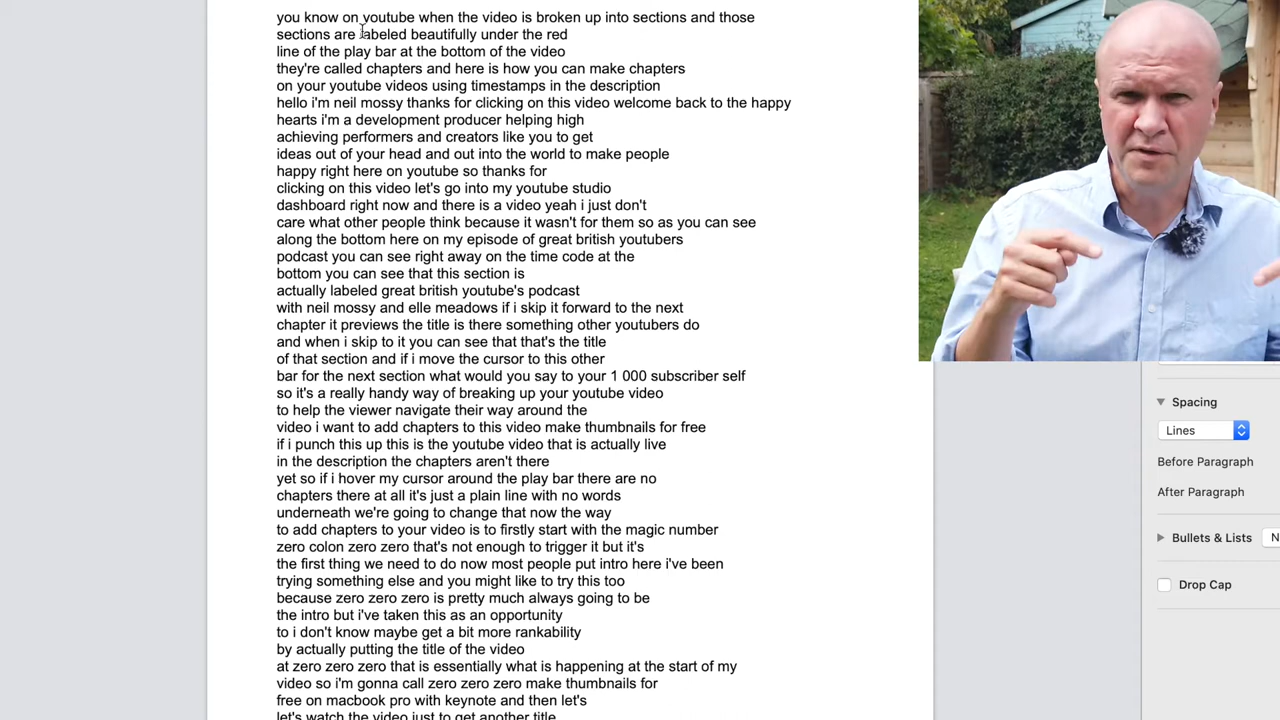 you know on youtube when the video is broken up into sections and those
sections are labeled beautifully under the red
line of the play bar at the bottom of the video
they're called chapters and here is how you can make chapters
on your youtube videos using timestamps in the description
hello i'm neil mossy thanks for clicking on this video welcome back to the happy
hearts i'm a development producer helping high
achieving performers and creators like you to get
ideas out of your head and out into the world to make people
happy right here on youtube so thanks for
clicking on this video let's go into my youtube studio
dashboard right now and there is a video yeah i just don't
care what other people think because it wasn't for them so as you can see
along the bottom here on my episode of great british youtubers
podcast you can see right away on the time code at the
bottom you can see that this section is
actually labeled great british youtube's podcast
with neil mossy and elle meadows if i skip it forward to the next
chapter it previews the title is there something other youtubers do
and when i skip to it you can see that that's the title
of that section and if i move the cursor to this other
bar for the next section what would you say to your 1 000 subscriber self
so it's a really handy way of breaking up your youtube video
to help the viewer navigate their way around the
video i want to add chapters to this video make thumbnails for free
if i punch this up this is the youtube video that is actually live
in the description the chapters aren't there
yet so if i hover my cursor around the play bar there are no
chapters there at all it's just a plain line with no words
underneath we're going to change that now the way
to add chapters to your video is to firstly start with the magic number
zero colon zero zero that's not enough to trigger it but it's
the first thing we need to do now most people put intro here i've been
trying something else and you might like to try this too
because zero zero zero is pretty much always going to be
the intro but i've taken this as an opportunity
to i don't know maybe get a bit more rankability
by actually putting the title of the video
at zero zero zero that is essentially what is happening at the start of my
video so i'm gonna call zero zero zero make thumbnails for
free on macbook pro with keynote and then let's
let's watch the video just to get another title
Spacing
Lines
Before Paragraph
After Paragraph
Bullets & Lists
N
Drop Cap